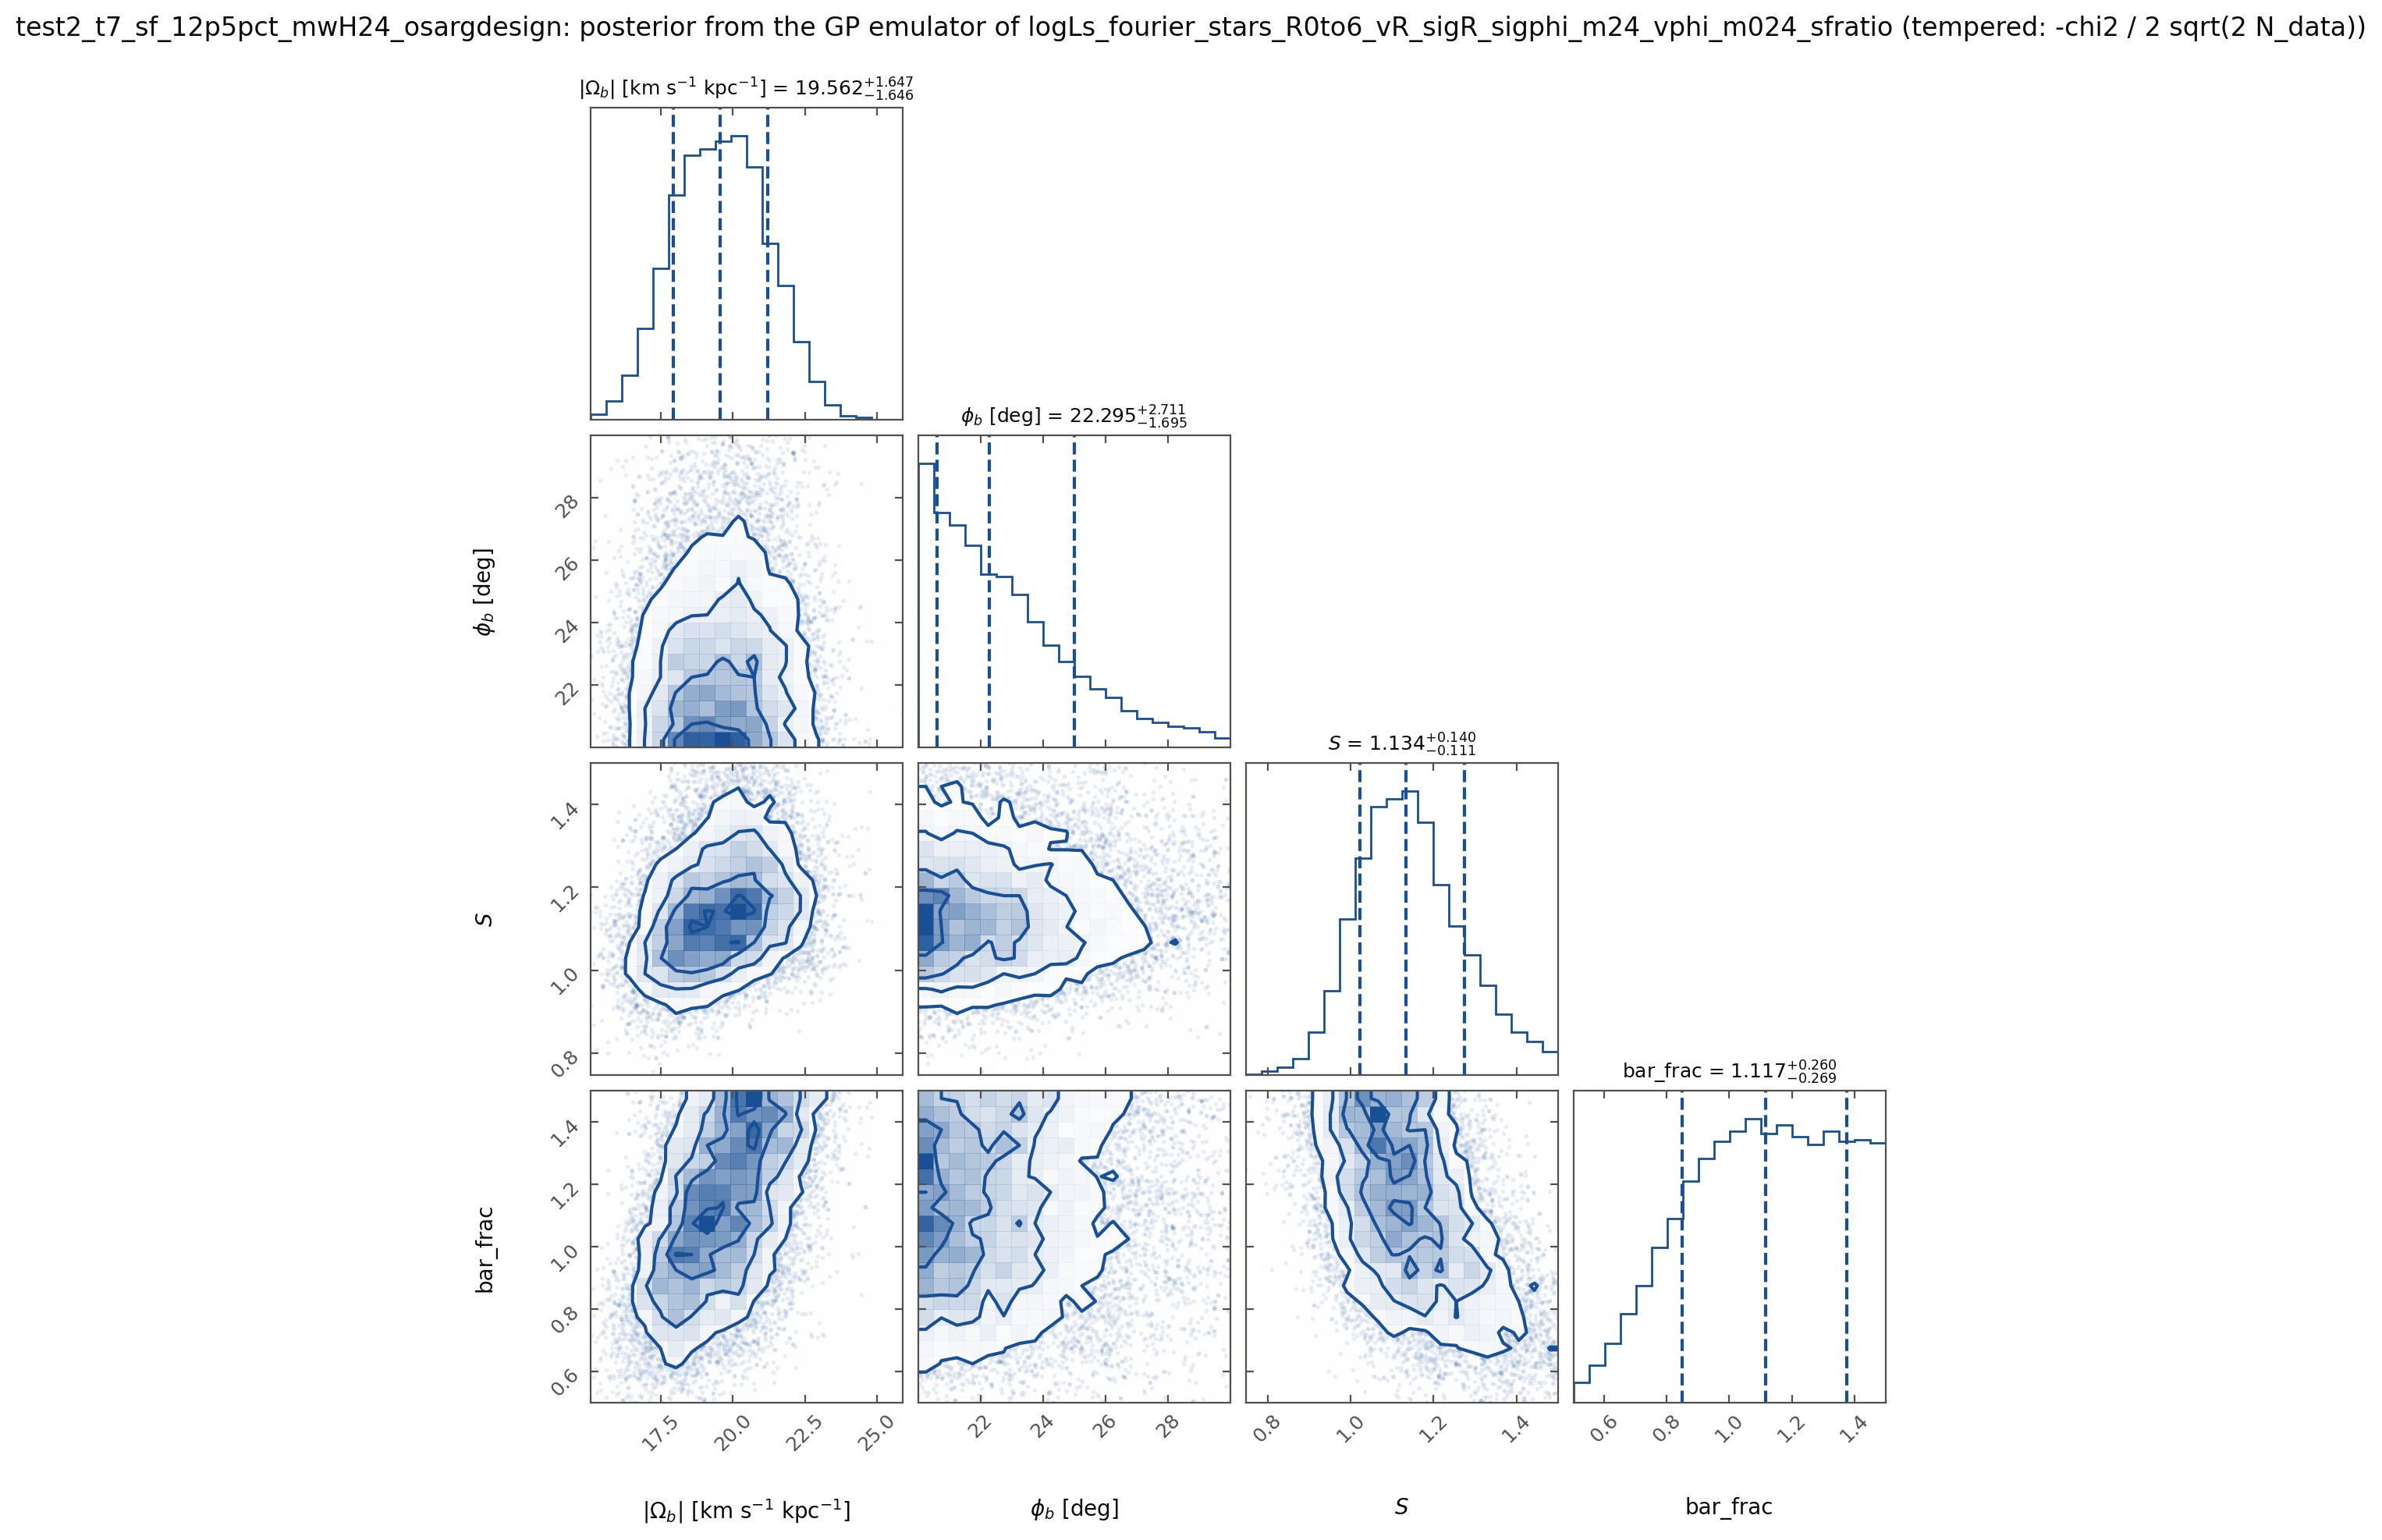 test2_t7_sf_12p5pct_mwH24_osargdesign: posterior from the GP emulator of logLs_fourier_stars_R0to6_vR_sigR_sigphi_m24_vphi_m024_sfratio (tempered: -chi2 / 2 sqrt(2 N_data))
|Ω_b| [km s⁻¹ kpc⁻¹] = 19.562 +1.647 −1.646
ϕ_b [deg] = 22.295 +2.711 −1.695
28
26
24
22
ϕ_b [deg]
S = 1.134 +0.140 −0.111
1.4
1.2
1.0
0.8
S
bar_frac = 1.117 +0.260 −0.269
1.4
1.2
1.0
0.8
0.6
bar_frac
17.5 20.0 22.5 25.0 22 24 26 28 0.8 1.0 1.2 1.4 0.6 0.8 1.0 1.2 1.4
|Ω_b| [km s⁻¹ kpc⁻¹] ϕ_b [deg] S bar_frac